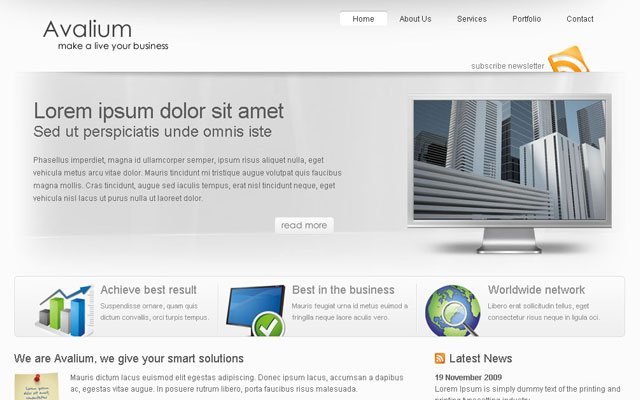 Avalium
make a live your business
Home About Us Services Portfolio Contact
subscribe newsletter
Lorem ipsum dolor sit amet
Sed ut perspiciatis unde omnis iste
Phasellus imperdiet, magna id ullamcorper semper, ipsum risus aliquet nulla, eget
vehicula metus arcu vitae dolor. Mauris tincidunt mi tristique augue volutpat quis faucibus
magna mollis. Cras tincidunt, augue sed iaculis tempus, erat nisl tincidunt neque, eget
vehicula nisl lacus ut purus nulla ut laoreet dolor.
read more
Achieve best result
Suspendisse ornare, quam quis
dictum convallis, orci turpis tempus.
Best in the business
Mauris feugiat urna id metus euismod a
fringilla neque laore aculis vero.
Worldwide network
Libero erat sollicitudin tellus, eget
consectetur risus neque in ligula oci.
We are Avalium, we give your smart solutions
Mauris dictum lacus euismod elit egestas adipiscing. Donec ipsum lacus, accumsan a dapibus
ac, egestas vitae augue. In posuere rutrum libero, porta faucibus risus malesuada.
Latest News
19 November 2009
Lorem Ipsum is simply dummy text of the printing and